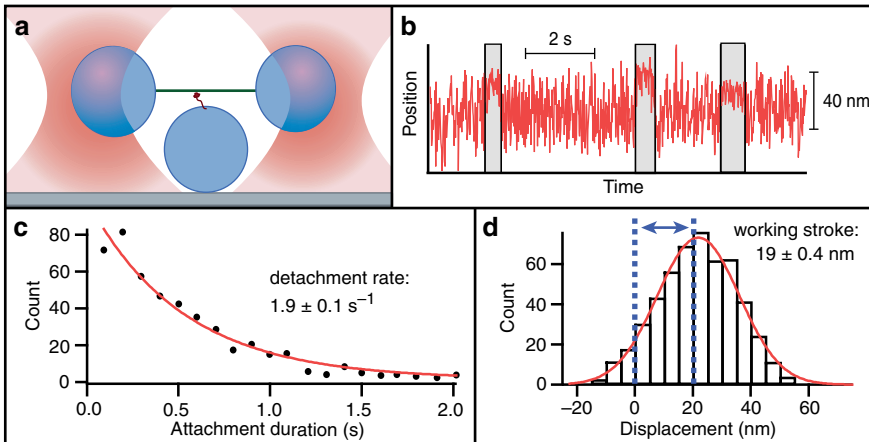 a
b
2 s
Position
40 nm
Time
c
80
60
40
20
0
Count
detachment rate:
1.9 ± 0.1 s⁻¹
0.0 0.5 1.0 1.5 2.0
Attachment duration (s)
d
working stroke:
19 ± 0.4 nm
60
40
20
0
Count
−20 0 20 40 60
Displacement (nm)